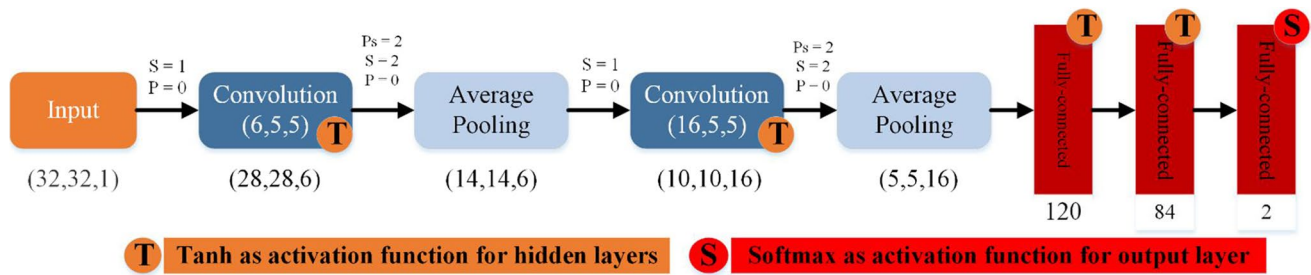 Input
(32,32,1)
S = 1
P = 0
Convolution
(6,5,5)
T
(28,28,6)
Ps = 2
S = 2
P = 0
Average
Pooling
(14,14,6)
S = 1
P = 0
Convolution
(16,5,5)
T
(10,10,16)
Ps = 2
S = 2
P = 0
Average
Pooling
(5,5,16)
T
Fully-connected
120
T
Fully-connected
84
S
Fully-connected
2
T Tanh as activation function for hidden layers
S Softmax as activation function for output layer